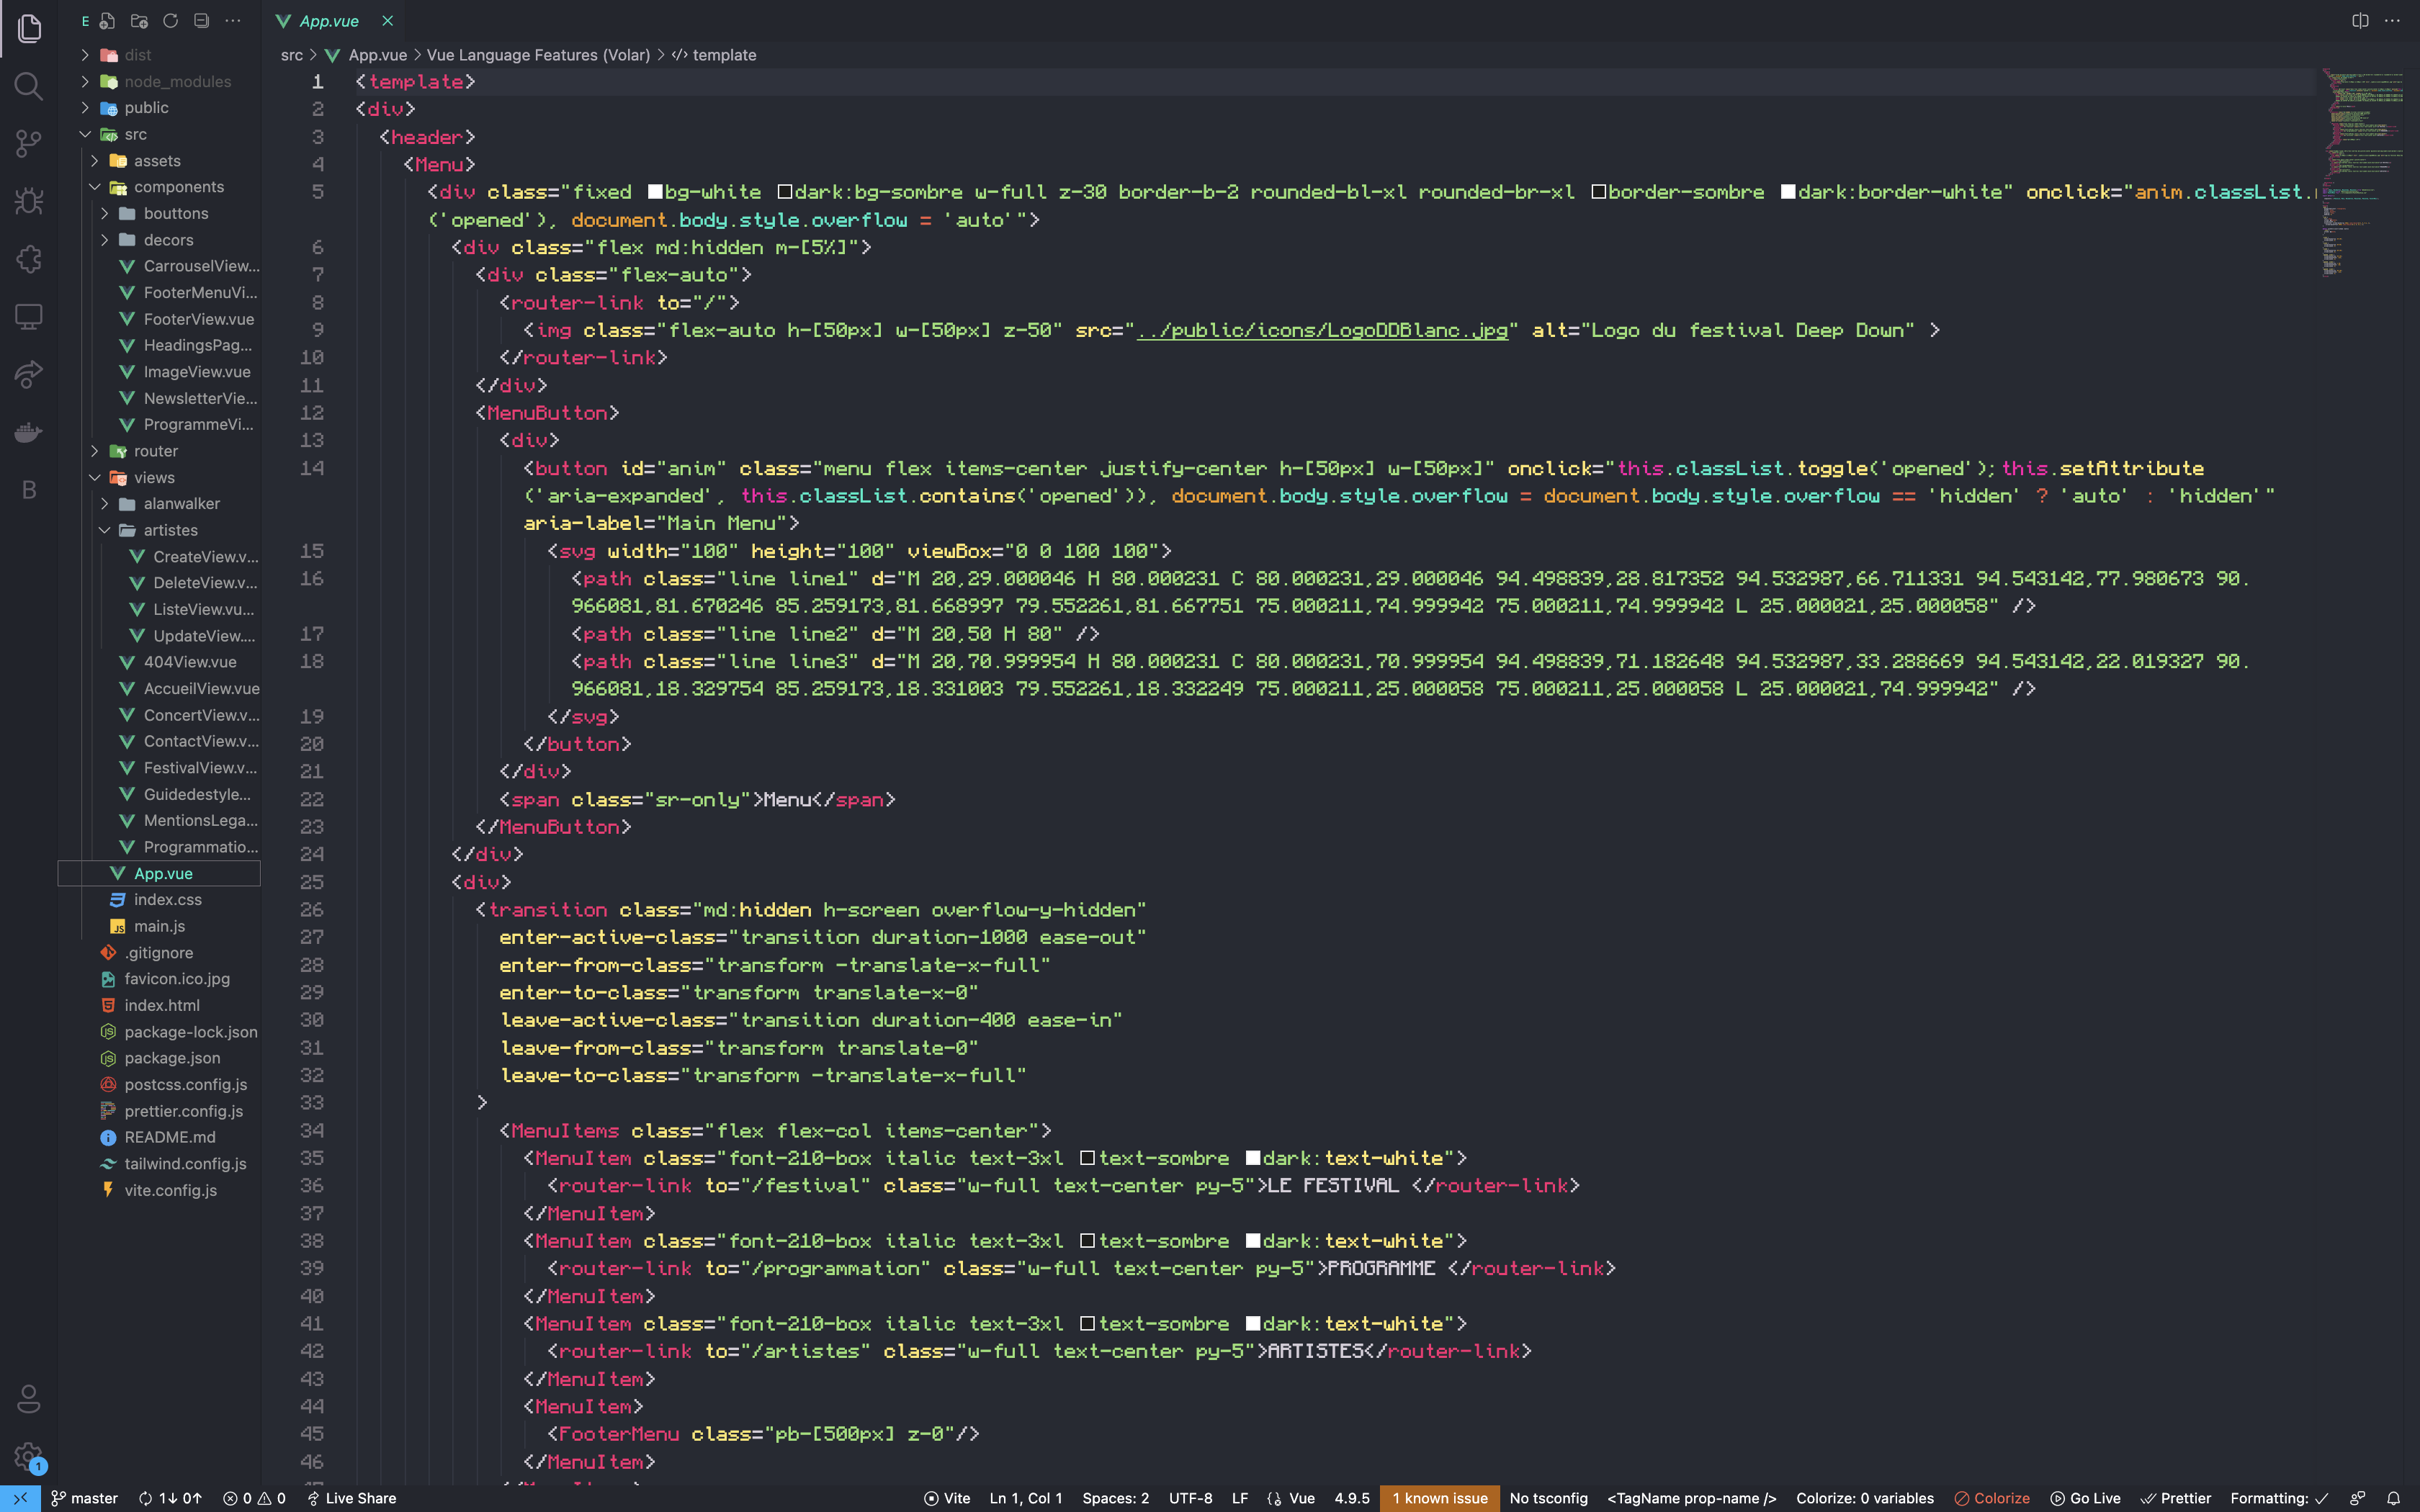 E
App.vue
src > App.vue > Vue Language Features (Volar) > </> template
dist
node_modules
public
src
assets
components
bouttons
decors
CarrouselView...
FooterMenuVi...
FooterView.vue
HeadingsPag...
ImageView.vue
NewsletterVie...
ProgrammeVi...
router
views
alanwalker
artistes
CreateView.v...
DeleteView.v...
ListeView.vu...
UpdateView....
404View.vue
AccueilView.vue
ConcertView.v...
ContactView.v...
FestivalView.v...
Guidedestyle...
MentionsLega...
Programmatio...
App.vue
index.css
JS main.js
.gitignore
favicon.ico.jpg
index.html
package-lock.json
package.json
postcss.config.js
prettier.config.js
README.md
tailwind.config.js
vite.config.js
B
1
1 <template>
2 <div>
3 <header>
4 <Menu>
5 <div class="fixed bg-white dark:bg-sombre w-full z-30 border-b-2 rounded-bl-xl rounded-br-xl border-sombre dark:border-white" onclick="anim.classList.
('opened'), document.body.style.overflow = 'auto'">
6 <div class="flex md:hidden m-[5%]">
7 <div class="flex-auto">
8 <router-link to="/">
9 <img class="flex-auto h-[50px] w-[50px] z-50" src="../public/icons/LogoDDBlanc.jpg" alt="Logo du festival Deep Down" >
10 </router-link>
11 </div>
12 <MenuButton>
13 <div>
14 <button id="anim" class="menu flex items-center justify-center h-[50px] w-[50px]" onclick="this.classList.toggle('opened');this.setAttribute
('aria-expanded', this.classList.contains('opened')), document.body.style.overflow = document.body.style.overflow == 'hidden' ? 'auto' : 'hidden'"
aria-label="Main Menu">
15 <svg width="100" height="100" viewBox="0 0 100 100">
16 <path class="line line1" d="M 20,29.000046 H 80.000231 C 80.000231,29.000046 94.498839,28.817352 94.532987,66.711331 94.543142,77.980673 90.
966081,81.670246 85.259173,81.668997 79.552261,81.667751 75.000211,74.999942 75.000211,74.999942 L 25.000021,25.000058" />
17 <path class="line line2" d="M 20,50 H 80" />
18 <path class="line line3" d="M 20,70.999954 H 80.000231 C 80.000231,70.999954 94.498839,71.182648 94.532987,33.288669 94.543142,22.019327 90.
966081,18.329754 85.259173,18.331003 79.552261,18.332249 75.000211,25.000058 75.000211,25.000058 L 25.000021,74.999942" />
19 </svg>
20 </button>
21 </div>
22 <span class="sr-only">Menu</span>
23 </MenuButton>
24 </div>
25 <div>
26 <transition class="md:hidden h-screen overflow-y-hidden"
27 enter-active-class="transition duration-1000 ease-out"
28 enter-from-class="transform -translate-x-full"
29 enter-to-class="transform translate-x-0"
30 leave-active-class="transition duration-400 ease-in"
31 leave-from-class="transform translate-0"
32 leave-to-class="transform -translate-x-full"
33 >
34 <MenuItems class="flex flex-col items-center">
35 <MenuItem class="font-210-box italic text-3xl text-sombre dark:text-white">
36 <router-link to="/festival" class="w-full text-center py-5">LE FESTIVAL </router-link>
37 </MenuItem>
38 <MenuItem class="font-210-box italic text-3xl text-sombre dark:text-white">
39 <router-link to="/programmation" class="w-full text-center py-5">PROGRAMME </router-link>
40 </MenuItem>
41 <MenuItem class="font-210-box italic text-3xl text-sombre dark:text-white">
42 <router-link to="/artistes" class="w-full text-center py-5">ARTISTES</router-link>
43 </MenuItem>
44 <MenuItem>
45 <FooterMenu class="pb-[500px] z-0"/>
46 </MenuItem>
master 1↓ 0↑ 0 0 Live Share Vite Ln 1, Col 1 Spaces: 2 UTF-8 LF {} Vue 4.9.5 1 known issue No tsconfig <TagName prop-name /> Colorize: 0 variables Colorize Go Live Prettier Formatting: ✓